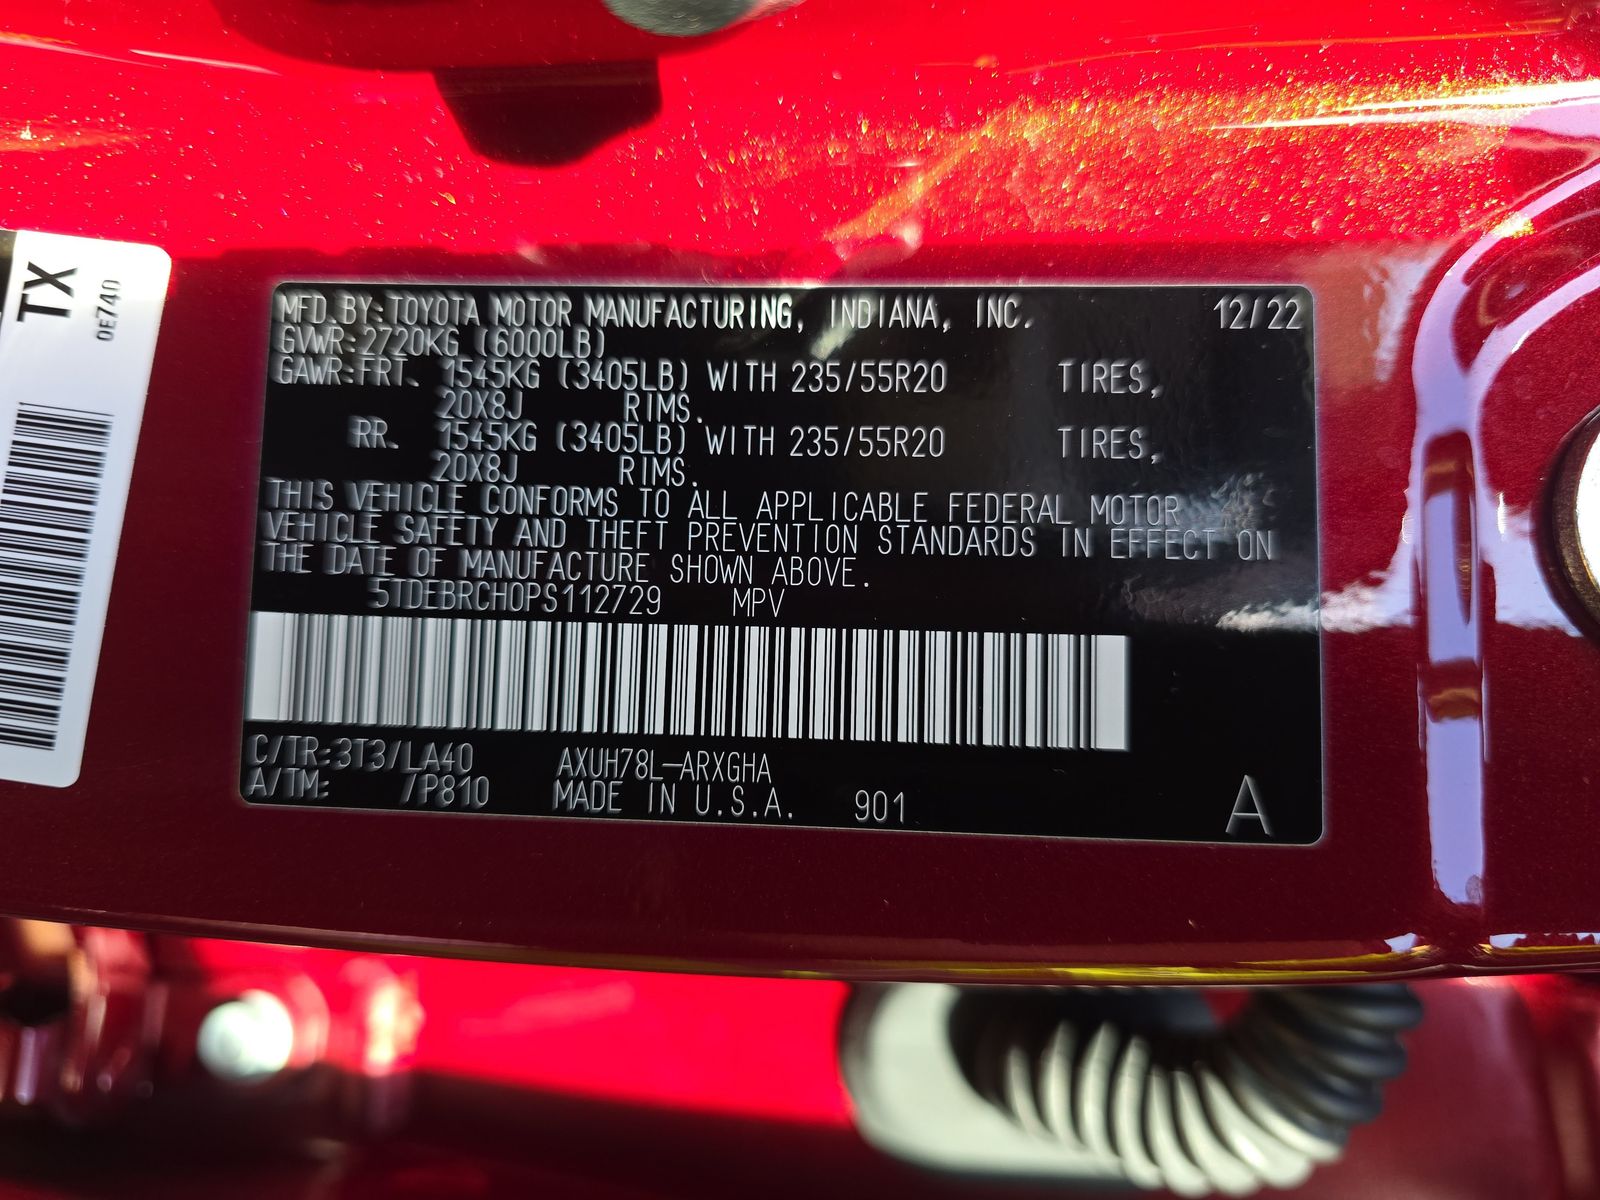 TX
0E740
MFD.BY:TOYOTA MOTOR MANUFACTURING, INDIANA, INC. 12/22
GVWR:2720KG (6000LB)
GAWR:FRT. 1545KG (3405LB) WITH 235/55R20 TIRES,
20X8J RIMS.
RR. 1545KG (3405LB) WITH 235/55R20 TIRES,
20X8J RIMS.
THIS VEHICLE CONFORMS TO ALL APPLICABLE FEDERAL MOTOR
VEHICLE SAFETY AND THEFT PREVENTION STANDARDS IN EFFECT ON
THE DATE OF MANUFACTURE SHOWN ABOVE.
5TDEBRCH0PS112729 MPV
C/TR:3T3/LA40 AXUH78L-ARXGHA
A/TM: /P810 MADE IN U.S.A. 901 A